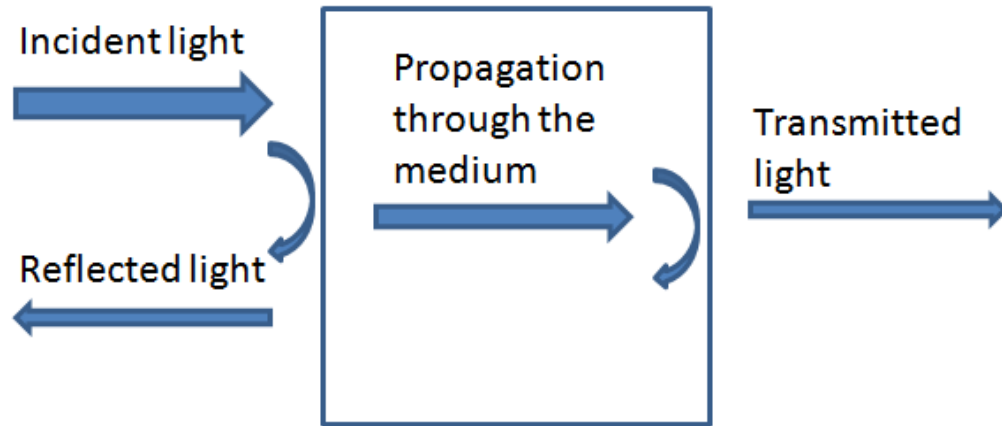 Incident light
Reflected light
Propagation
through the
medium
Transmitted
light